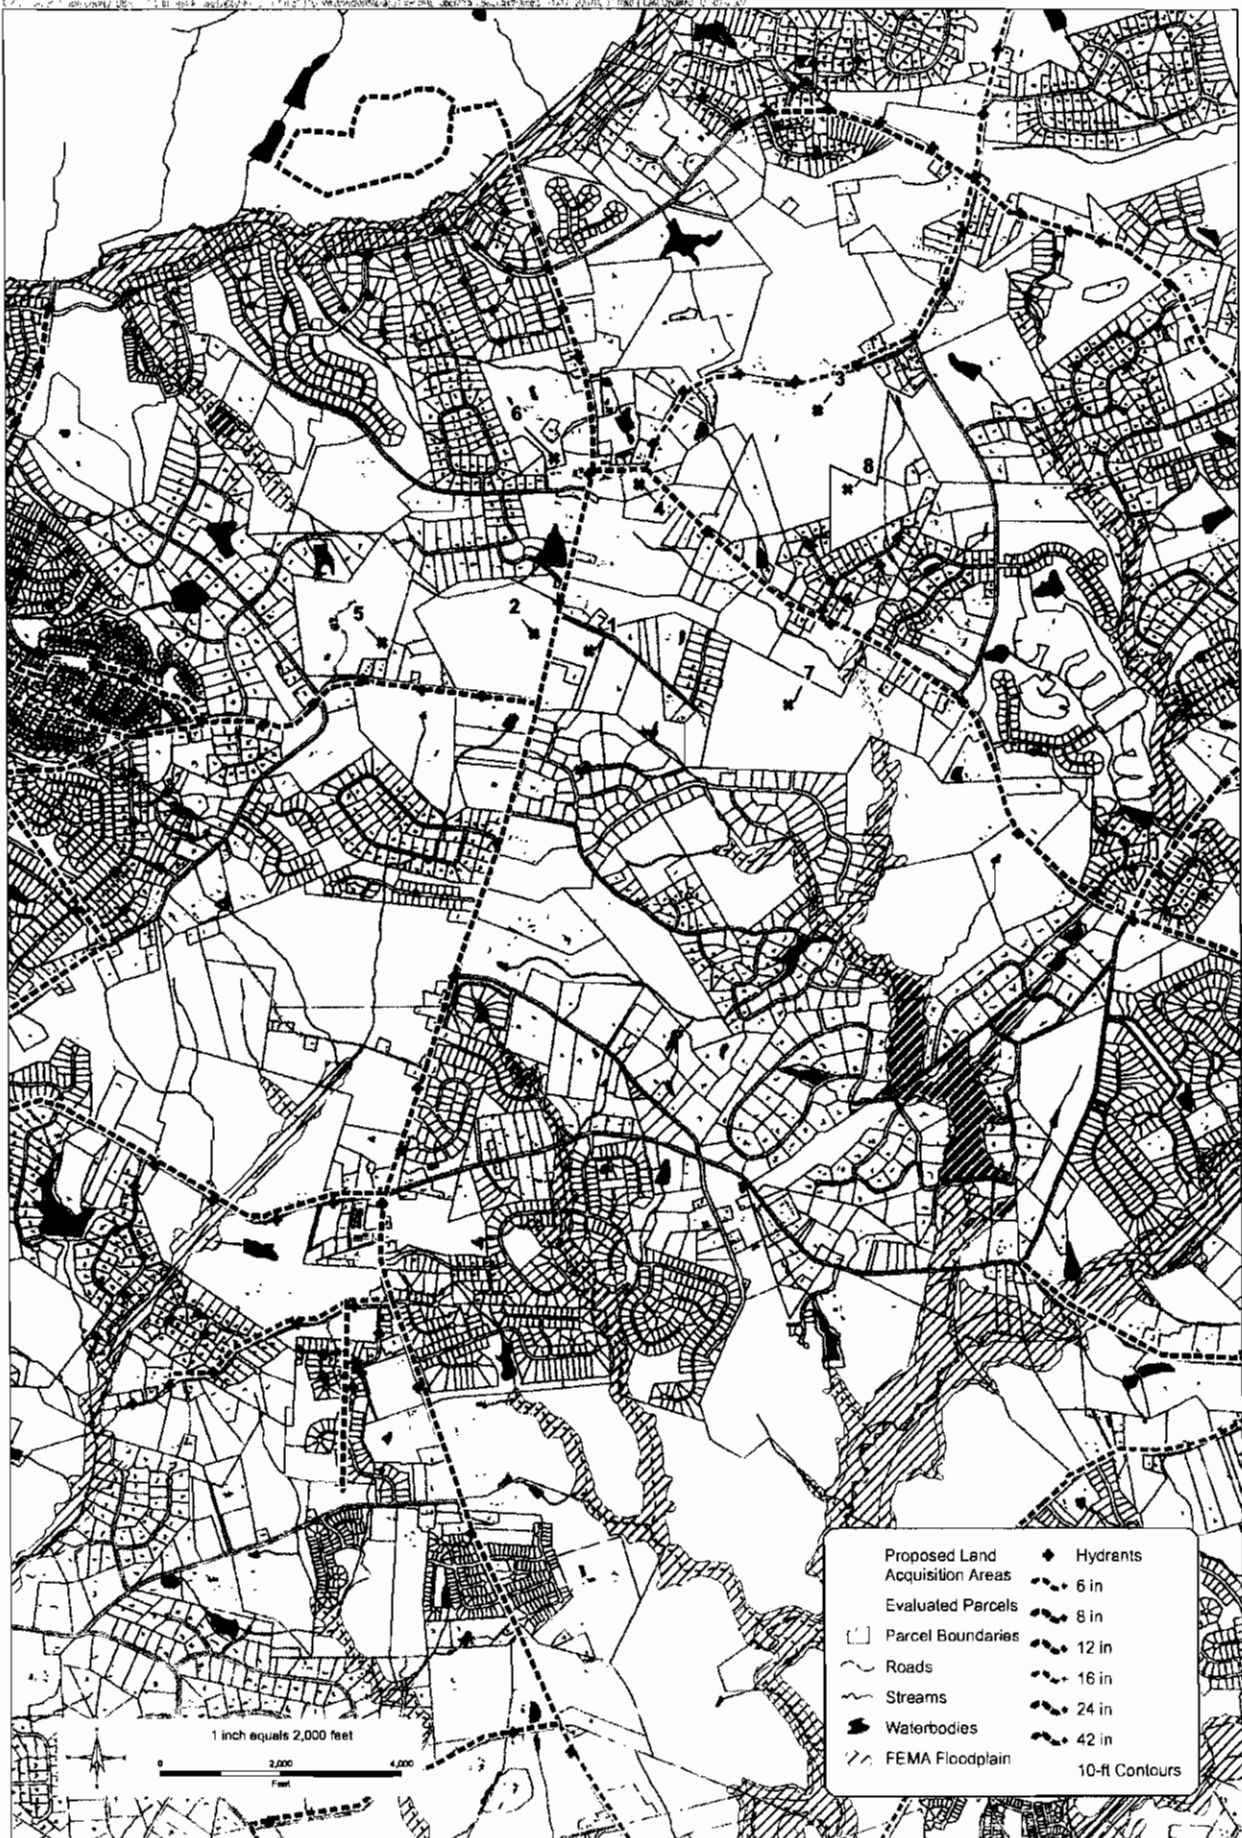 6
3
8
4
5
2
1
7
Proposed Land
Acquisition Areas
Evaluated Parcels
Parcel Boundaries
Roads
Streams
Waterbodies
FEMA Floodplain
Hydrants
6 in
8 in
12 in
16 in
24 in
42 in
10-ft Contours
1 inch equals 2,000 feet
0
2,000
4,000
Feet